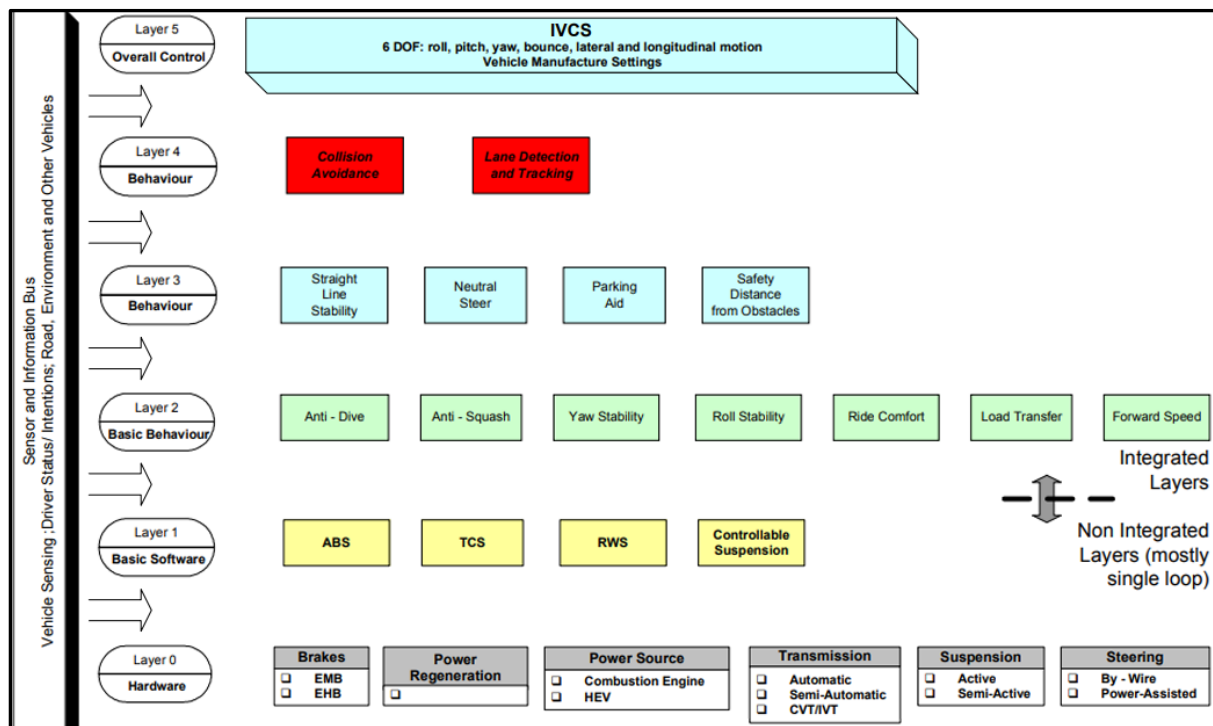 Sensor and Information Bus
Vehicle Sensing ;Driver Status/ Intentions; Road, Environment and Other Vehicles
Layer 5
Overall Control
IVCS
6 DOF: roll, pitch, yaw, bounce, lateral and longitudinal motion
Vehicle Manufacture Settings
Layer 4
Behaviour
Collision
Avoidance
Lane Detection
and Tracking
Layer 3
Behaviour
Straight
Line
Stability
Neutral
Steer
Parking
Aid
Safety
Distance
from Obstacles
Layer 2
Basic Behaviour
Anti - Dive
Anti - Squash
Yaw Stability
Roll Stability
Ride Comfort
Load Transfer
Forward Speed
Integrated
Layers
Layer 1
Basic Software
ABS
TCS
RWS
Controllable
Suspension
Non Integrated
Layers (mostly
single loop)
Layer 0
Hardware
Brakes
❑ EMB
❑ EHB
Power
Regeneration
❑
Power Source
❑ Combustion Engine
❑ HEV
Transmission
❑ Automatic
❑ Semi-Automatic
❑ CVT/IVT
Suspension
❑ Active
❑ Semi-Active
Steering
❑ By - Wire
❑ Power-Assisted